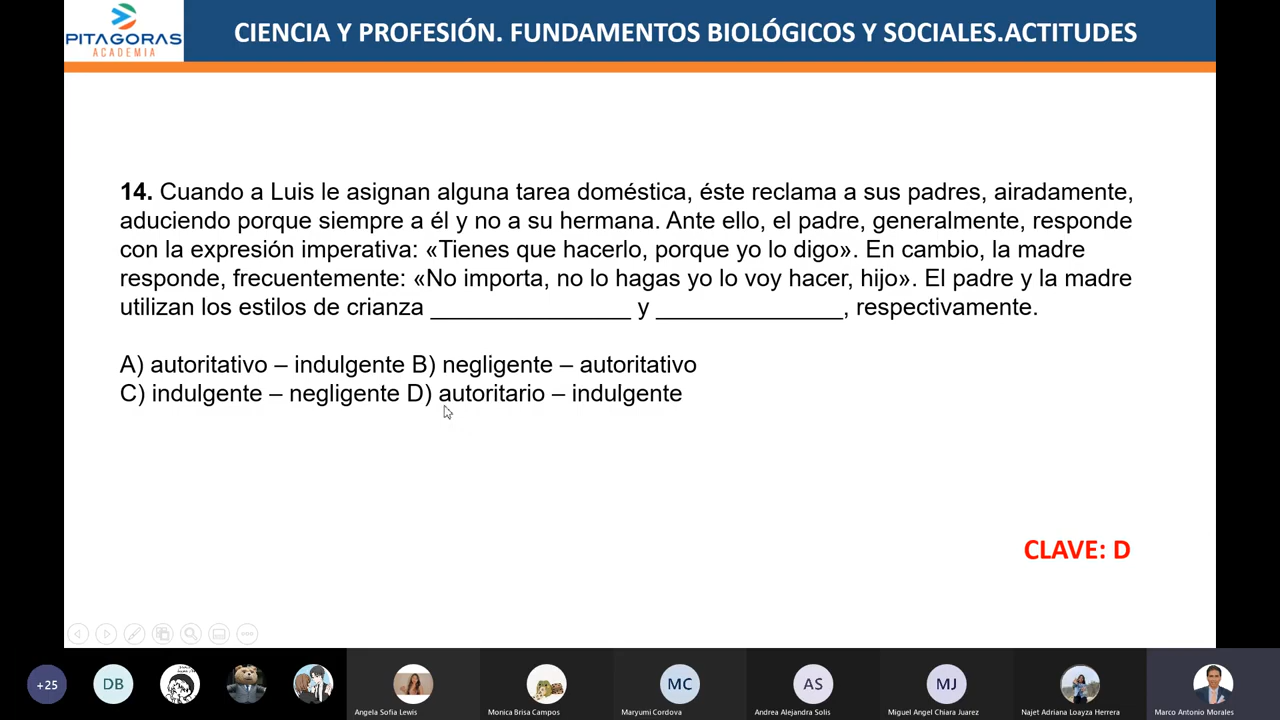 PITAGORAS
ACADEMIA
CIENCIA Y PROFESIÓN. FUNDAMENTOS BIOLÓGICOS Y SOCIALES.ACTITUDES
14. Cuando a Luis le asignan alguna tarea doméstica, éste reclama a sus padres, airadamente,
aduciendo porque siempre a él y no a su hermana. Ante ello, el padre, generalmente, responde
con la expresión imperativa: «Tienes que hacerlo, porque yo lo digo». En cambio, la madre
responde, frecuentemente: «No importa, no lo hagas yo lo voy hacer, hijo». El padre y la madre
utilizan los estilos de crianza _______________ y ______________, respectivamente.
A) autoritativo – indulgente B) negligente – autoritativo
C) indulgente – negligente D) autoritario – indulgente
CLAVE: D
+25
DB
MC
AS
MJ
Angela Sofia Lewis
Monica Brisa Campos
Maryumi Cordova
Andrea Alejandra Solis
Miguel Angel Chiara Juarez
Najet Adriana Loayza Herrera
Marco Antonio Morales